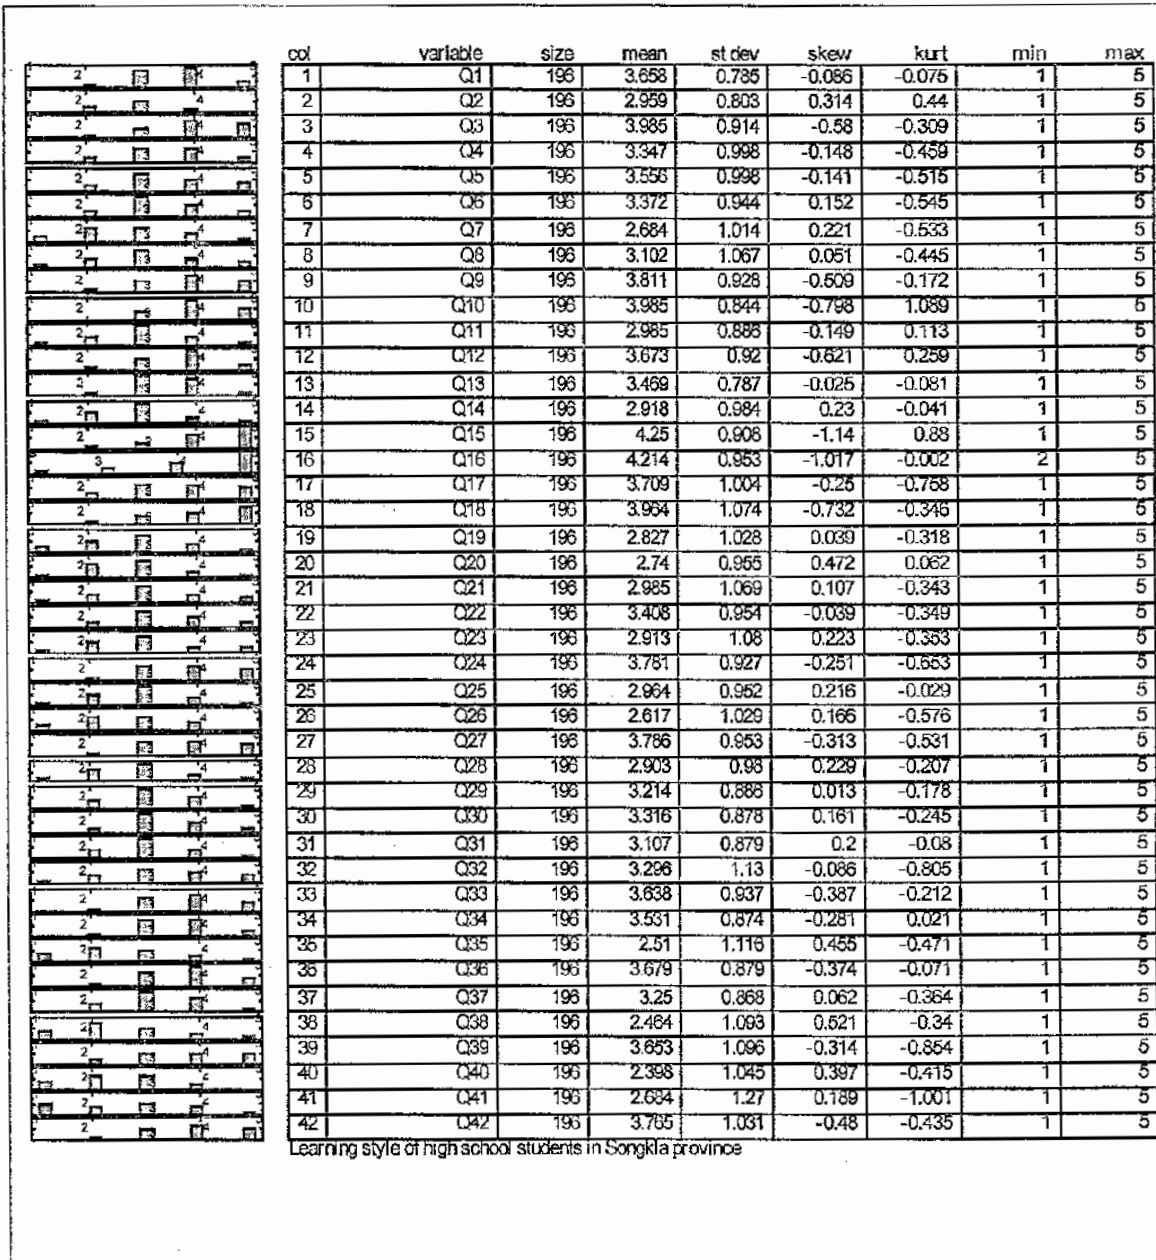 col variable size mean st dev skew kurt min max
1 Q1 196 3.658 0.785 -0.086 -0.075 1 5
2 Q2 196 2.959 0.803 0.314 0.44 1 5
3 Q3 196 3.985 0.914 -0.58 -0.309 1 5
4 Q4 196 3.347 0.998 -0.148 -0.459 1 5
5 Q5 196 3.556 0.998 -0.141 -0.515 1 5
6 Q6 196 3.372 0.944 0.152 -0.545 1 5
7 Q7 196 2.684 1.014 0.221 -0.533 1 5
8 Q8 196 3.102 1.067 0.051 -0.445 1 5
9 Q9 196 3.811 0.928 -0.509 -0.172 1 5
10 Q10 196 3.985 0.844 -0.798 1.089 1 5
11 Q11 196 2.985 0.886 -0.149 0.113 1 5
12 Q12 196 3.673 0.92 -0.621 0.259 1 5
13 Q13 196 3.469 0.787 -0.025 -0.081 1 5
14 Q14 196 2.918 0.984 0.23 -0.041 1 5
15 Q15 196 4.25 0.908 -1.14 0.88 1 5
16 Q16 196 4.214 0.953 -1.017 -0.002 2 5
17 Q17 196 3.709 1.004 -0.25 -0.758 1 5
18 Q18 196 3.964 1.074 -0.732 -0.346 1 5
19 Q19 196 2.827 1.028 0.039 -0.318 1 5
20 Q20 196 2.74 0.955 0.472 0.062 1 5
21 Q21 196 2.985 1.069 0.107 -0.343 1 5
22 Q22 196 3.408 0.954 -0.039 -0.349 1 5
23 Q23 196 2.913 1.08 0.223 -0.353 1 5
24 Q24 196 3.781 0.927 -0.251 -0.653 1 5
25 Q25 196 2.964 0.952 0.216 -0.029 1 5
26 Q26 196 2.617 1.029 0.166 -0.576 1 5
27 Q27 196 3.786 0.953 -0.313 -0.531 1 5
28 Q28 196 2.903 0.98 0.229 -0.207 1 5
29 Q29 196 3.214 0.886 0.013 -0.178 1 5
30 Q30 196 3.316 0.878 0.161 -0.245 1 5
31 Q31 196 3.107 0.879 0.2 -0.08 1 5
32 Q32 196 3.296 1.13 -0.086 -0.805 1 5
33 Q33 196 3.638 0.937 -0.387 -0.212 1 5
34 Q34 196 3.531 0.874 -0.281 0.021 1 5
35 Q35 196 2.51 1.116 0.455 -0.471 1 5
36 Q36 196 3.679 0.879 -0.374 -0.071 1 5
37 Q37 196 3.25 0.868 0.062 -0.364 1 5
38 Q38 196 2.464 1.093 0.521 -0.34 1 5
39 Q39 196 3.653 1.096 -0.314 -0.854 1 5
40 Q40 196 2.398 1.045 0.397 -0.415 1 5
41 Q41 196 2.684 1.27 0.189 -1.001 1 5
42 Q42 196 3.765 1.031 -0.48 -0.435 1 5
Learning style of high school students in Songkla province